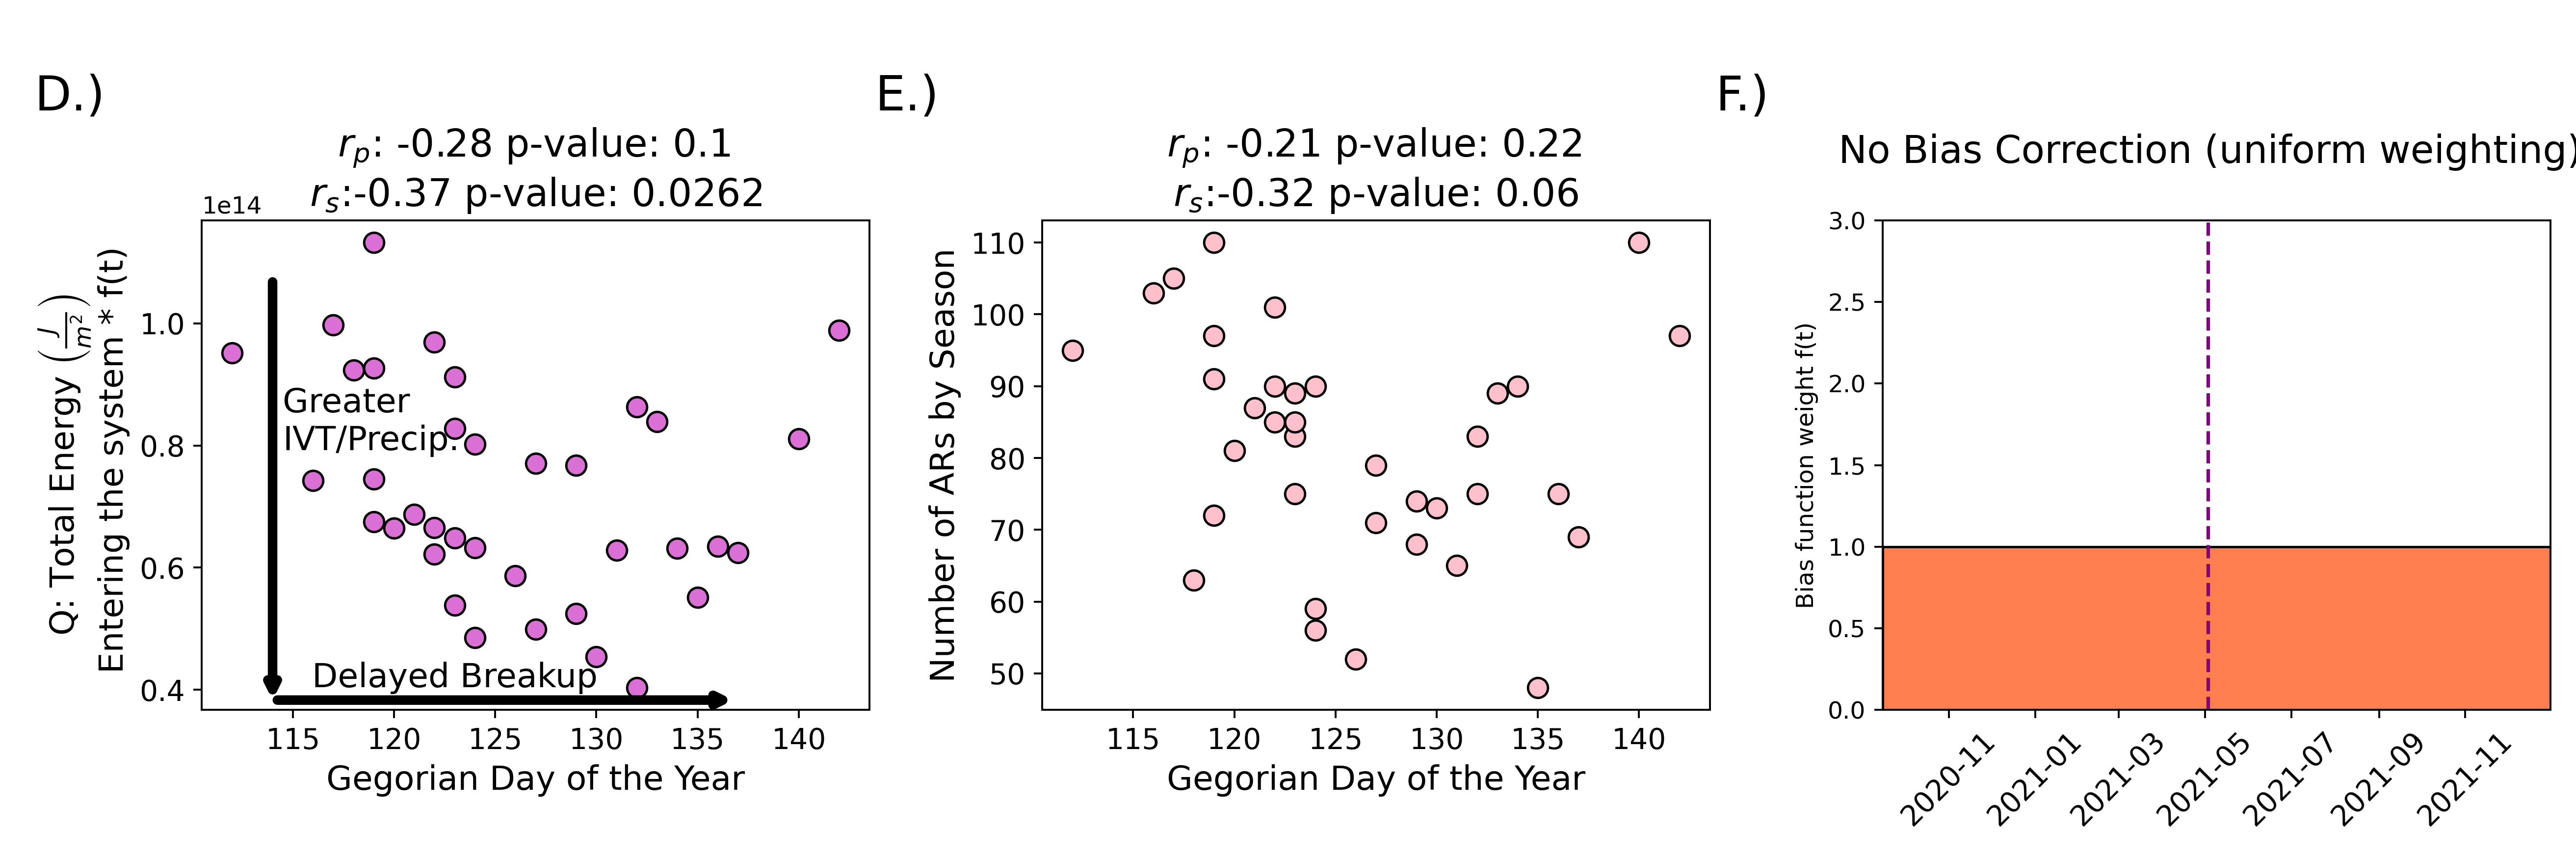 D.)
r_p: -0.28 p-value: 0.1
r_s:-0.37 p-value: 0.0262
1e14
Q: Total Energy (J/m²)
Entering the system * f(t)
1.0
0.8
0.6
0.4
Greater
IVT/Precip.
Delayed Breakup
115 120 125 130 135 140
Gegorian Day of the Year
E.)
r_p: -0.21 p-value: 0.22
r_s:-0.32 p-value: 0.06
Number of ARs by Season
110
100
90
80
70
60
50
115 120 125 130 135 140
Gegorian Day of the Year
F.)
No Bias Correction (uniform weighting)
Bias function weight f(t)
3.0
2.5
2.0
1.5
1.0
0.5
0.0
2020-11 2021-01 2021-03 2021-05 2021-07 2021-09 2021-11